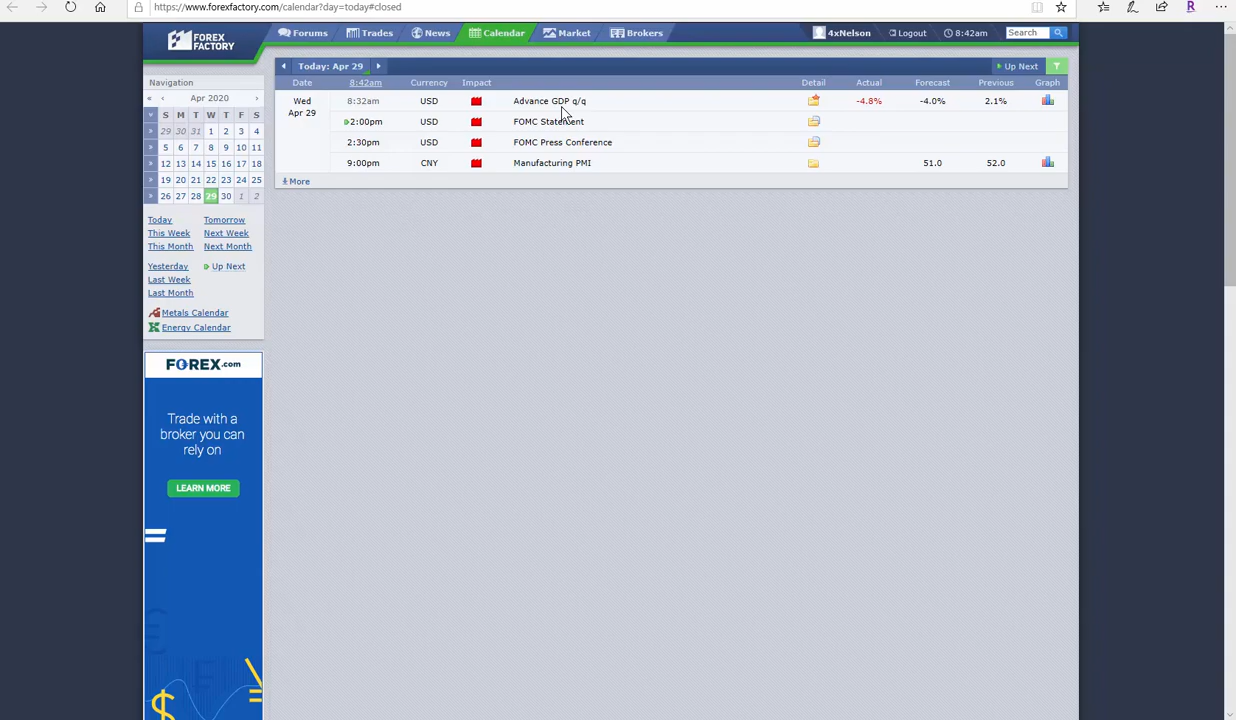 https://www.forexfactory.com/calendar?day=today#closed
FOREX FACTORY
Forums Trades News Calendar Market Brokers 4xNelson Logout 8:42am Search
Navigation
« ‹ Apr 2020 ›
S M T W T F S
29 30 31 1 2 3 4
5 6 7 8 9 10 11
12 13 14 15 16 17 18
19 20 21 22 23 24 25
26 27 28 29 30 1 2
Today Tomorrow
This Week Next Week
This Month Next Month
Yesterday Up Next
Last Week
Last Month
Metals Calendar
Energy Calendar
FOREX.com
Trade with a
broker you can
rely on
LEARN MORE
Today: Apr 29 Up Next
Date 8:42am Currency Impact Detail Actual Forecast Previous Graph
Wed Apr 29 8:32am USD Advance GDP q/q -4.8% -4.0% 2.1%
2:00pm USD FOMC Statement
2:30pm USD FOMC Press Conference
9:00pm CNY Manufacturing PMI 51.0 52.0
More